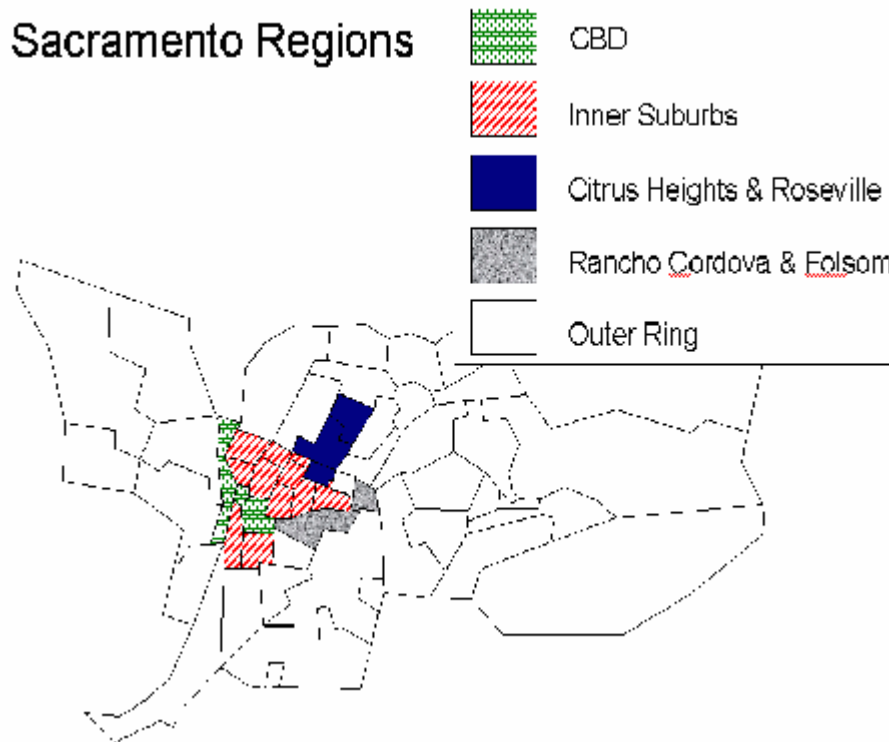 Sacramento Regions
CBD
Inner Suburbs
Citrus Heights & Roseville
Rancho Cordova & Folsom
Outer Ring